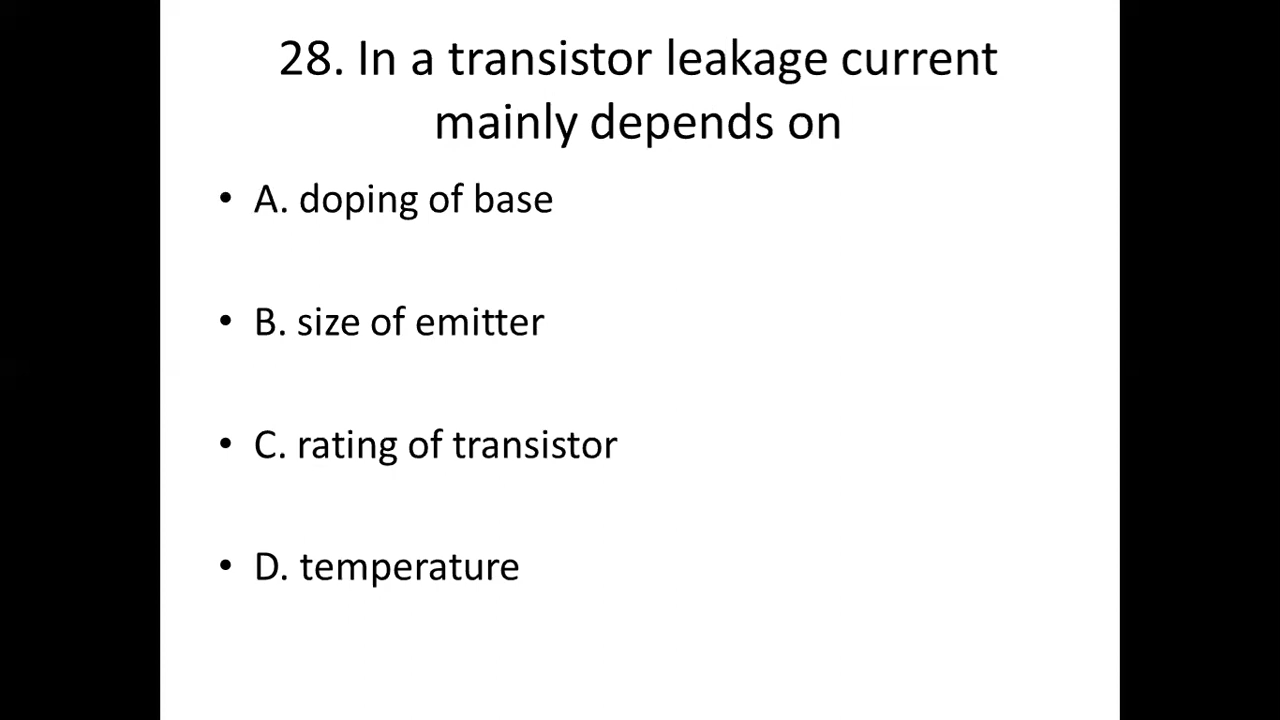 28. In a transistor leakage current
mainly depends on
• A. doping of base
• B. size of emitter
• C. rating of transistor
• D. temperature